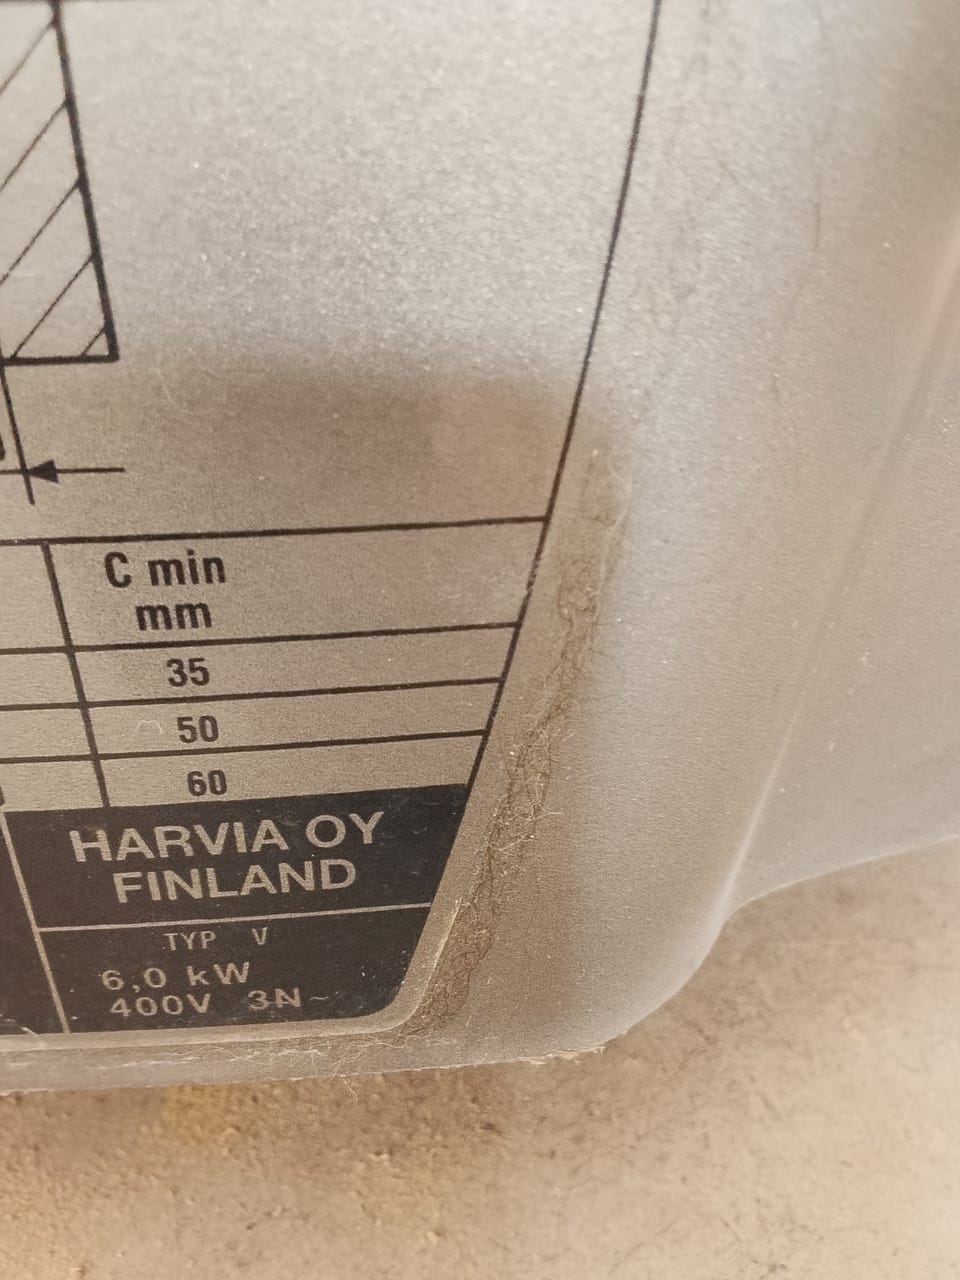 C min
mm
35
50
60
HARVIA OY
FINLAND
TYP V
6,0 kW
400V 3N~